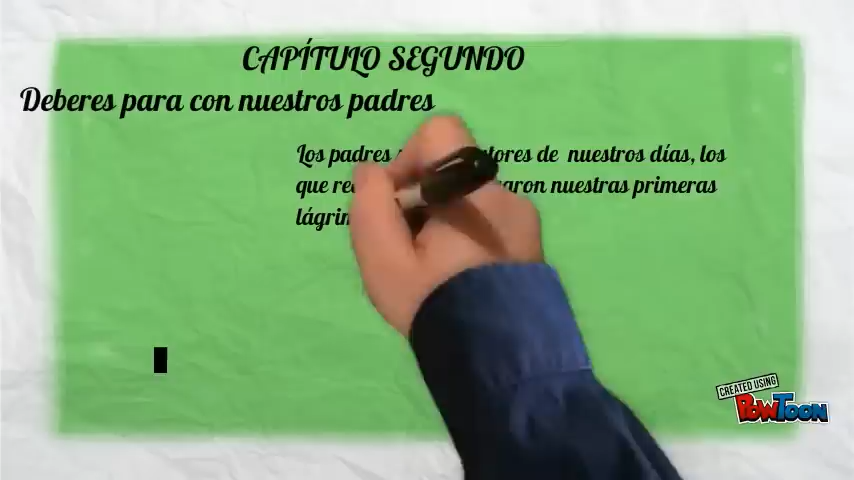 CAPÍTULO SEGUNDO
Deberes para con nuestros padres
Los padres de nuestros días, los
que nuestras primeras
CREATED USING
POWTOON